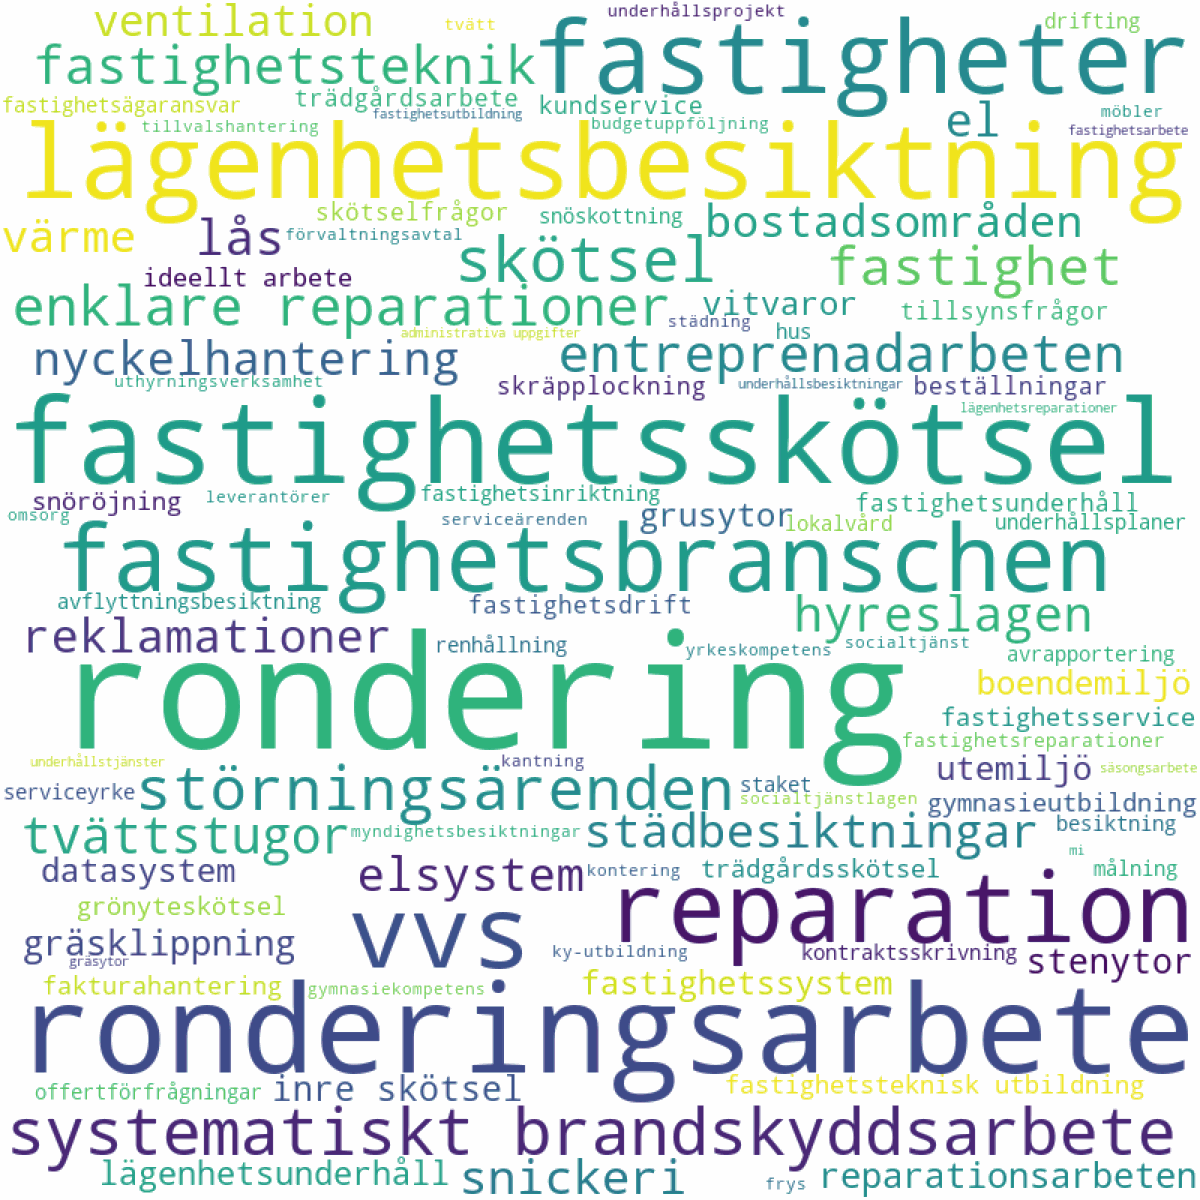 underhållsprojekt
ventilation
tvätt
drifting
fastigheter
fastighetsteknik
fastighetsägaransvar
trädgårdsarbete
kundservice
fastighetsutbildning
el
möbler
tillvalshantering
budgetuppföljning
fastighetsarbete
lägenhetsbesiktning
skötselfrågor
snöskottning
bostadsområden
värme
lås
förvaltningsavtal
skötsel
fastighet
ideellt arbete
enklare reparationer
vitvaror
tillsynsfrågor
städning
hus
administrativa uppgifter
nyckelhantering
entreprenadarbeten
uthyrningsverksamhet
skräpplockning
underhållsbesiktningar
beställningar
lägenhetsreparationer
fastighetsskötsel
snöröjning
leverantörer
fastighetsinriktning
fastighetsunderhåll
omsorg
serviceärenden
grusytor
lokalvård
underhållsplaner
fastighetsbranschen
avflyttningsbesiktning
fastighetsdrift
hyreslagen
reklamationer
renhållning
yrkeskompetens
socialtjänst
avrapportering
rondering
boendemiljö
fastighetsservice
fastighetsreparationer
underhållstjänster
kantning
utemiljö
säsongsarbete
serviceyrke
störningsärenden
staket
socialtjänstlagen
gymnasieutbildning
tvättstugor
myndighetsbesiktningar
städbesiktningar
besiktning
mi
datasystem
elsystem
kontering
trädgårdsskötsel
målning
grönyteskötsel
vvs
reparation
gräsklippning
ky-utbildning
kontraktsskrivning
stenytor
gräsytor
fakturahantering
gymnasiekompetens
fastighetssystem
ronderingsarbete
offertförfrågningar
inre skötsel
fastighetsteknisk utbildning
systematiskt brandskyddsarbete
lägenhetsunderhåll
snickeri
frys
reparationsarbeten